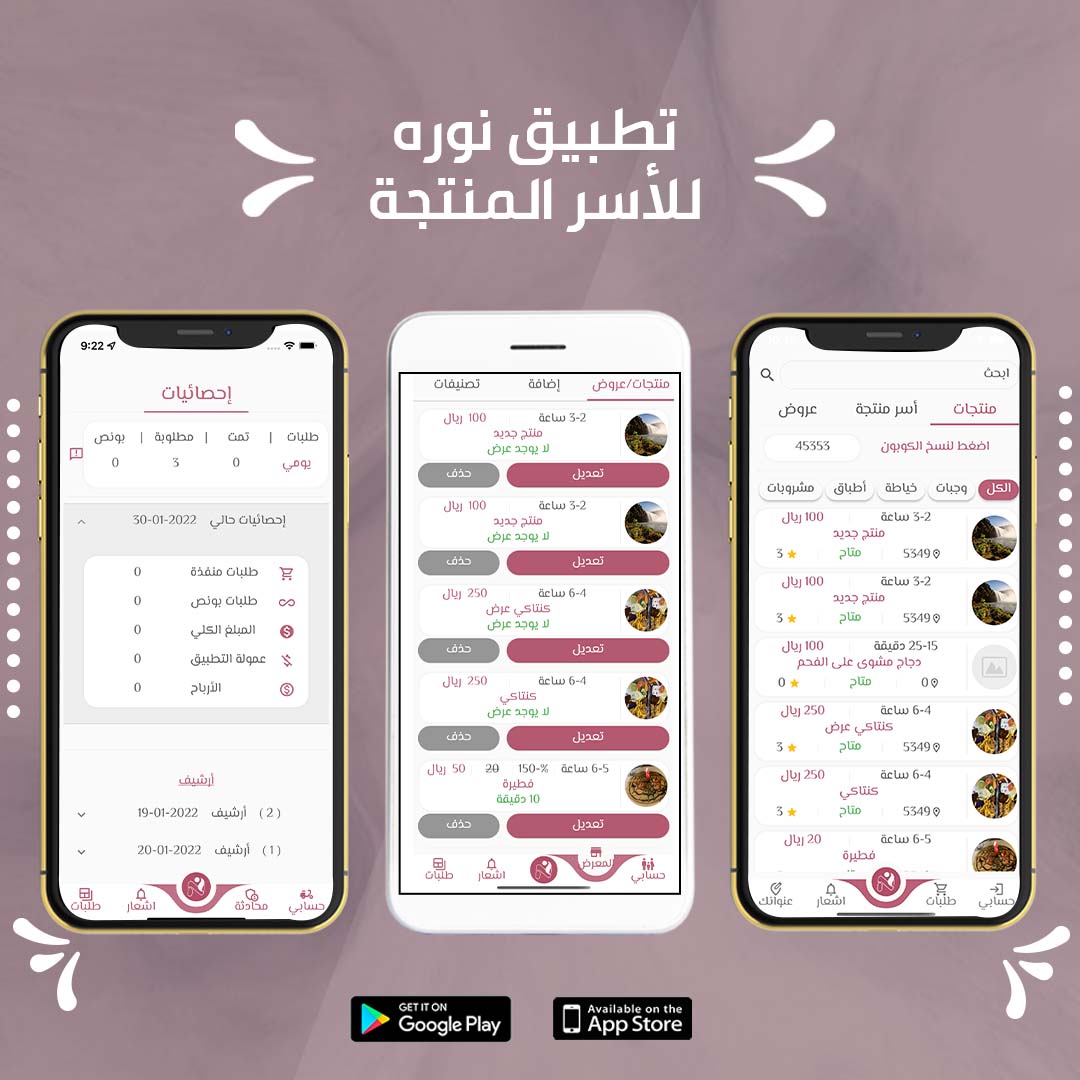 تطبيق نوره
للأسر المنتجة
ابحث
منتجات أسر منتجة عروض
اضغط لنسخ الكوبون 45353
الكل وجبات خياطة أطباق مشروبات
2-3 ساعة 100 ريال
منتج جديد
5349 متاح 3
2-3 ساعة 100 ريال
منتج جديد
5349 متاح 3
15-25 دقيقة 100 ريال
دجاج مشوى على الفحم
0 متاح 0
4-6 ساعة 250 ريال
كنتاكي عرض
5349 متاح 3
4-6 ساعة 250 ريال
كنتاكي
5349 متاح 3
5-6 ساعة 20 ريال
فطيرة
حسابي طلبات اشعار عنوانك
منتجات/عروض إضافة تصنيفات
2-3 ساعة 100 ريال
منتج جديد
لا يوجد عرض
تعديل حذف
2-3 ساعة 100 ريال
منتج جديد
لا يوجد عرض
تعديل حذف
4-6 ساعة 250 ريال
كنتاكي عرض
لا يوجد عرض
تعديل حذف
4-6 ساعة 250 ريال
كنتاكي
لا يوجد عرض
تعديل حذف
5-6 ساعة %-150 20 50 ريال
فطيرة
10 دقيقة
تعديل حذف
حسابي المعرض اشعار طلبات
9:22
إحصائيات
طلبات | تمت | مطلوبة | بونص
يومي 0 3 0
إحصائيات حالي 30-01-2022
طلبات منفذة 0
طلبات بونص 0
المبلغ الكلي 0
عمولة التطبيق 0
الأرباح 0
أرشيف
( 2 ) أرشيف 19-01-2022
( 1 ) أرشيف 20-01-2022
حسابي محادثة اشعار طلبات
GET IT ON
Google Play
Available on the
App Store